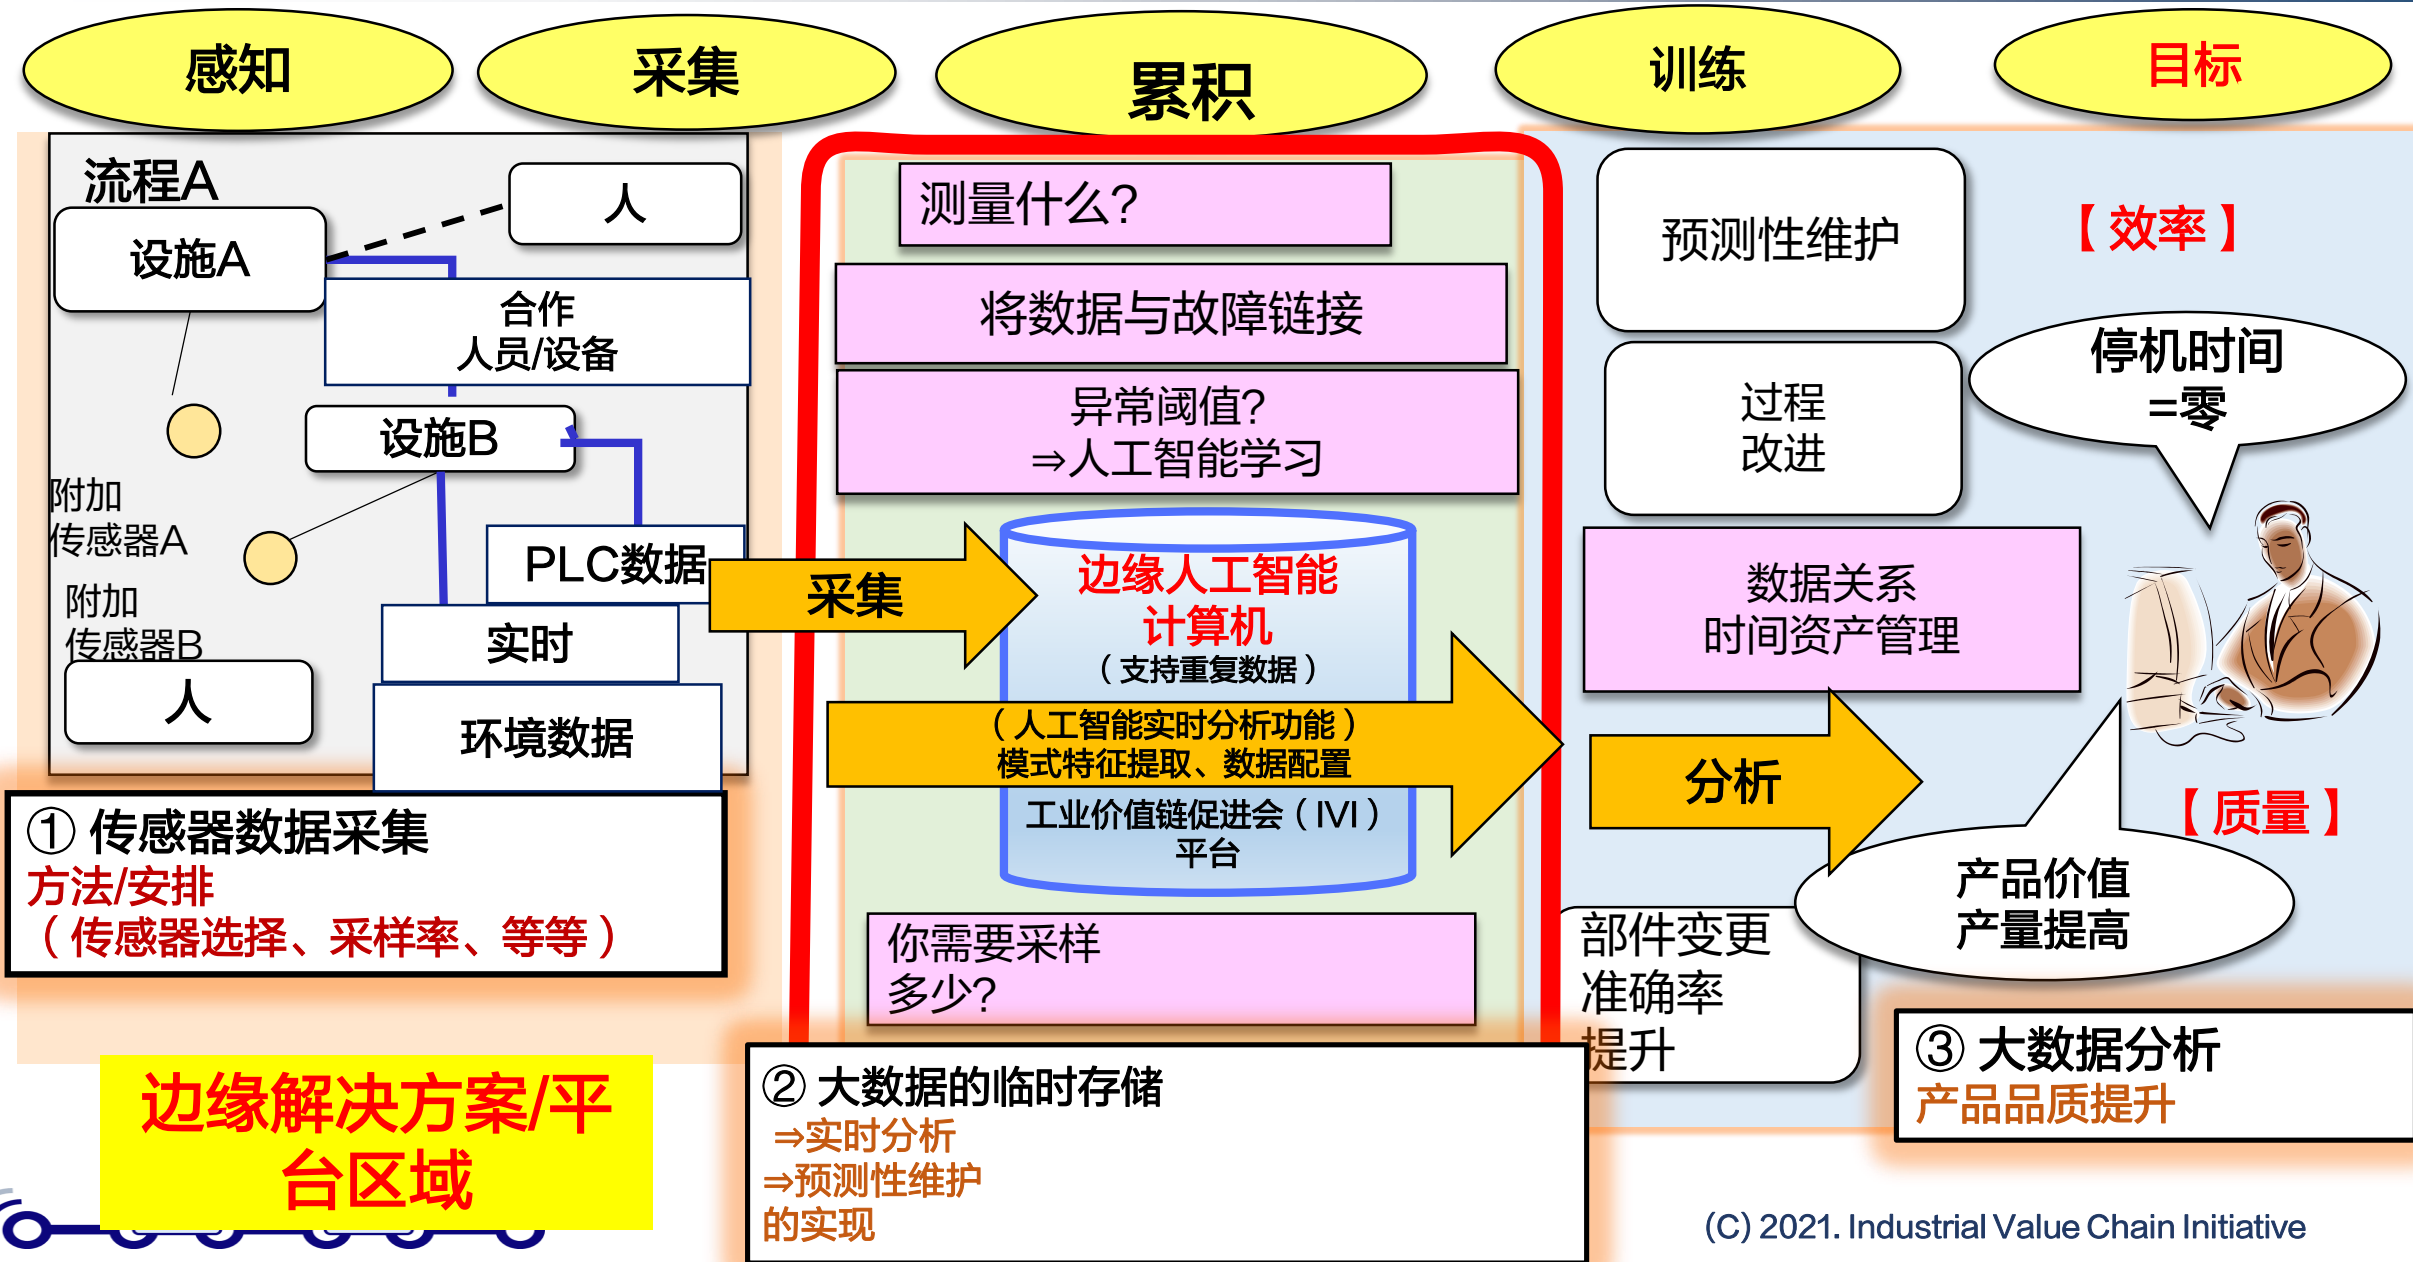 感知
采集
累积
训练
目标
流程A
人
设施A
合作
人员/设备
设施B
附加
传感器A
附加
传感器B
人
PLC数据
实时
环境数据
① 传感器数据采集
方法/安排
（传感器选择、采样率、等等）
边缘解决方案/平
台区域
测量什么?
将数据与故障链接
异常阈值?
⇒人工智能学习
采集
边缘人工智能
计算机
（支持重复数据）
（人工智能实时分析功能）
模式特征提取、数据配置
工业价值链促进会（IVI）
平台
你需要采样
多少?
② 大数据的临时存储
⇒实时分析
⇒预测性维护
的实现
预测性维护
过程
改进
数据关系
时间资产管理
分析
部件变更
准确率
提升
【效率】
停机时间
=零
【质量】
产品价值
产量提高
③ 大数据分析
产品品质提升
(C) 2021. Industrial Value Chain Initiative